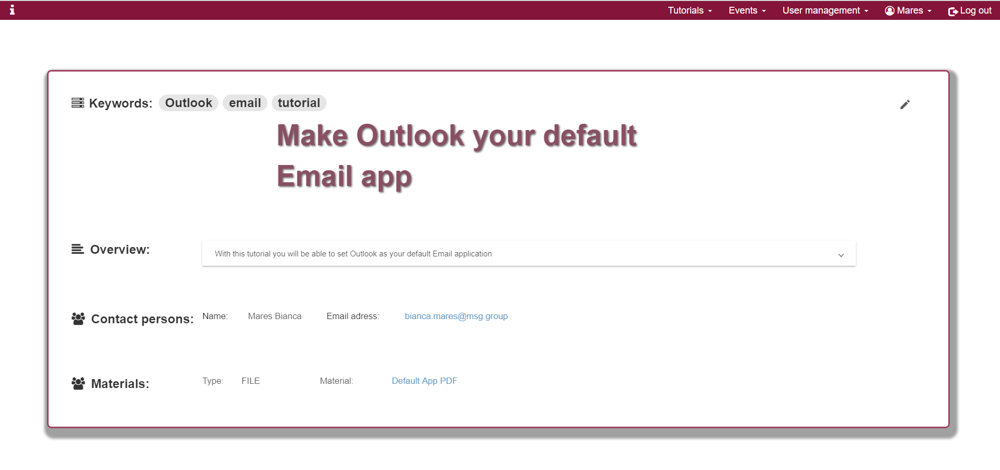 Tutorials Events User management Mares Log out
Keywords: Outlook email tutorial
Make Outlook your default
Email app
Overview: With this tutorial you will be able to set Outlook as your default Email application
Contact persons: Name: Mares Bianca Email adress: bianca.mares@msg.group
Materials: Type: FILE Material: Default App PDF